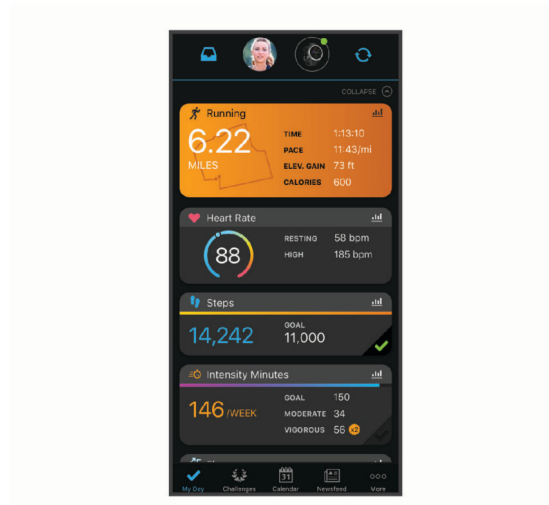 COLLAPSE
Running
6.22
MILES
TIME 1:13:10
PACE 11:43/mi
ELEV. GAIN 73 ft
CALORIES 600
Heart Rate
88
RESTING 58 bpm
HIGH 185 bpm
Steps
14,242
GOAL
11,000
Intensity Minutes
146 /WEEK
GOAL 150
MODERATE 34
VIGOROUS 56 x2
31
My Day Challenges Calendar Newsfeed More